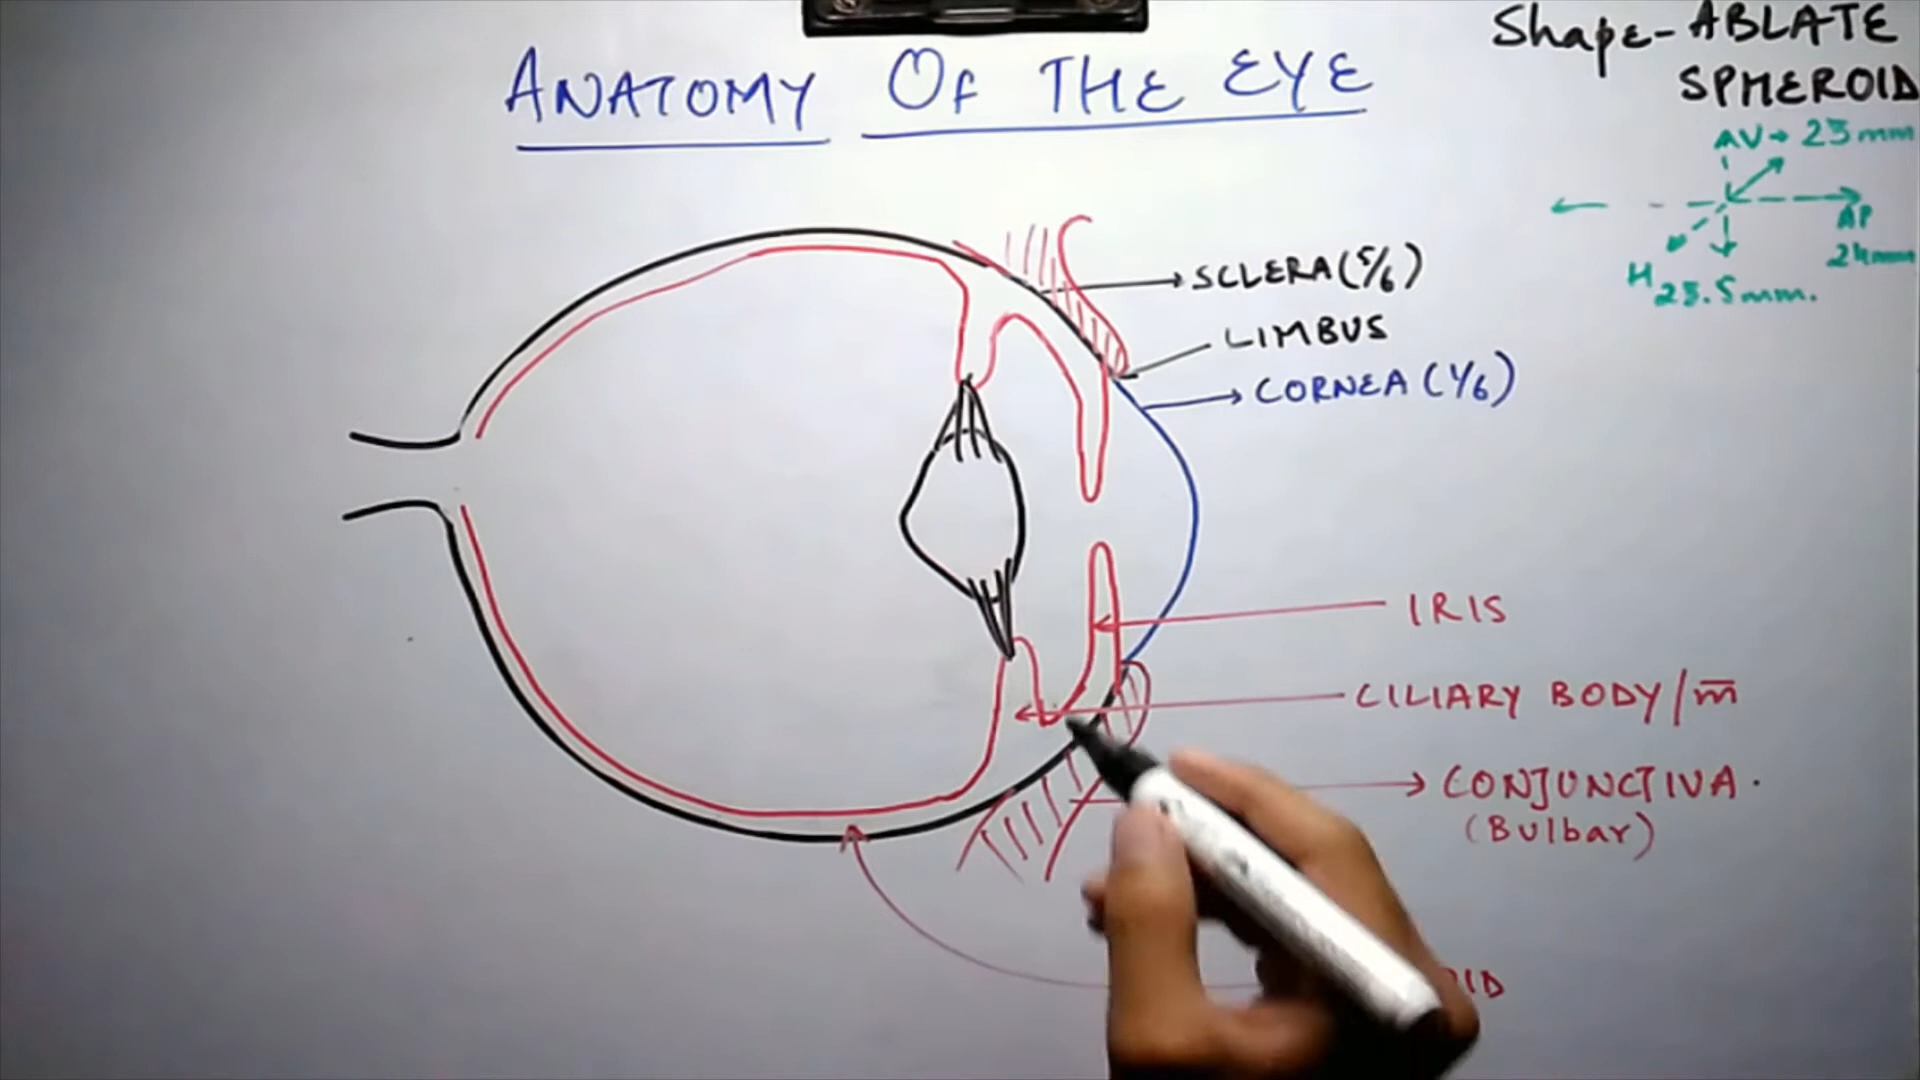 ANATOMY OF THE EYE
Shape- ABLATE
SPHEROID
V → 23mm
AP
24mm
H
23.5mm.
SCLERA (5/6)
LIMBUS
CORNEA (1/6)
IRIS
CILIARY BODY / m̅
CONJUNCTIVA.
(Bulbar)